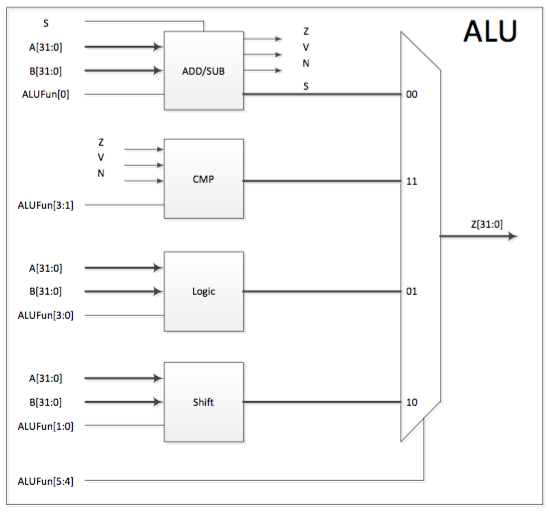 ALU
S
Z
A[31:0]
V
B[31:0]
ADD/SUB
N
ALUFun[0]
S
00
Z
V
N
CMP
11
ALUFun[3:1]
Z[31:0]
A[31:0]
B[31:0]
Logic
01
ALUFun[3:0]
A[31:0]
B[31:0]
Shift
10
ALUFun[1:0]
ALUFun[5:4]